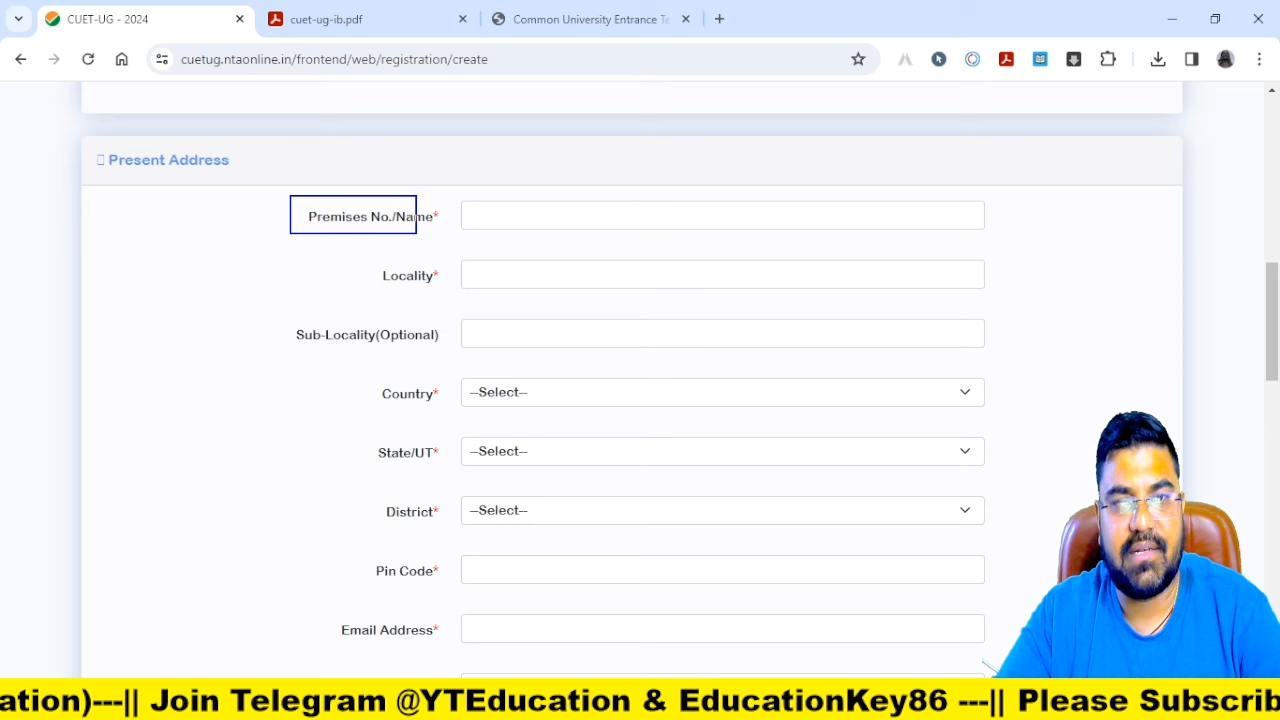 CUET-UG - 2024
cuet-ug-ib.pdf
Common University Entrance Te
cuetug.ntaonline.in/frontend/web/registration/create
Present Address
Premises No./Name*
Locality*
Sub-Locality(Optional)
Country*
--Select--
State/UT*
--Select--
District*
--Select--
Pin Code*
Email Address*
ation)---|| Join Telegram @YTEducation & EducationKey86 ---|| Please Subscrib